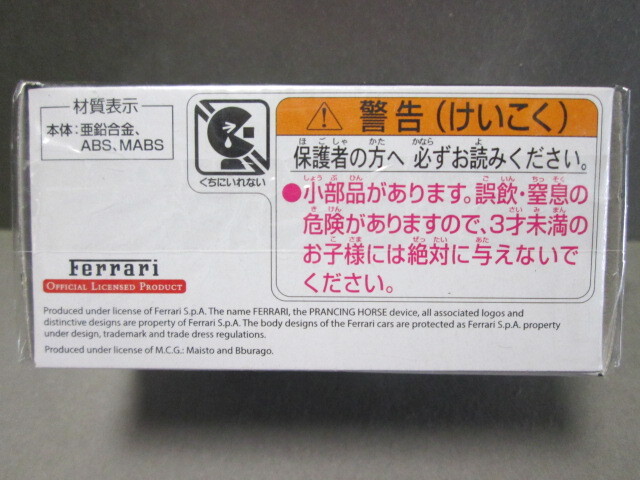 材質表示
本体：亜鉛合金、
ABS、MABS
くちにいれない
警告（けいこく）
保護者の方へ 必ずお読みください。
●小部品があります。誤飲・窒息の
危険がありますので、3才未満の
お子様には絶対に与えないで
ください。
Ferrari
OFFICIAL LICENSED PRODUCT
Produced under license of Ferrari S.p.A. The name FERRARI, the PRANCING HORSE device, all associated logos and
distinctive designs are property of Ferrari S.p.A. The body designs of the Ferrari cars are protected as Ferrari S.p.A. property
under design, trademark and trade dress regulations.
Produced under license of M.C.G.: Maisto and Bburago.